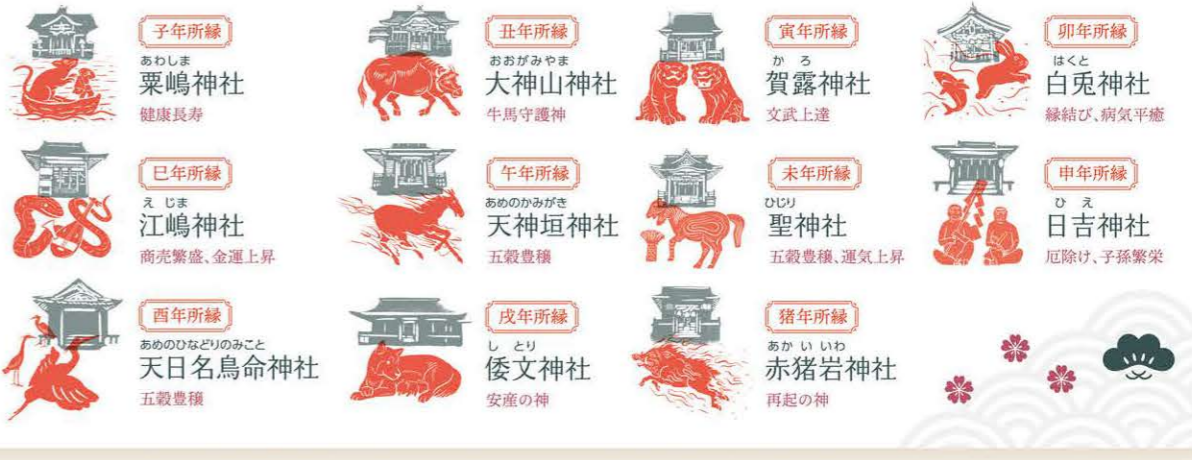 子年所縁
あわしま
粟嶋神社
健康長寿
丑年所縁
おおがみやま
大神山神社
牛馬守護神
寅年所縁
かろ
賀露神社
文武上達
卯年所縁
はくと
白兎神社
縁結び、病気平癒
巳年所縁
えじま
江嶋神社
商売繁盛、金運上昇
午年所縁
あめのかみがき
天神垣神社
五穀豊穣
未年所縁
ひじり
聖神社
五穀豊穣、運気上昇
申年所縁
ひえ
日吉神社
厄除け、子孫繁栄
酉年所縁
あめのひなどりのみこと
天日名鳥命神社
五穀豊穣
戌年所縁
しとり
倭文神社
安産の神
猪年所縁
あかいいわ
赤猪岩神社
再起の神